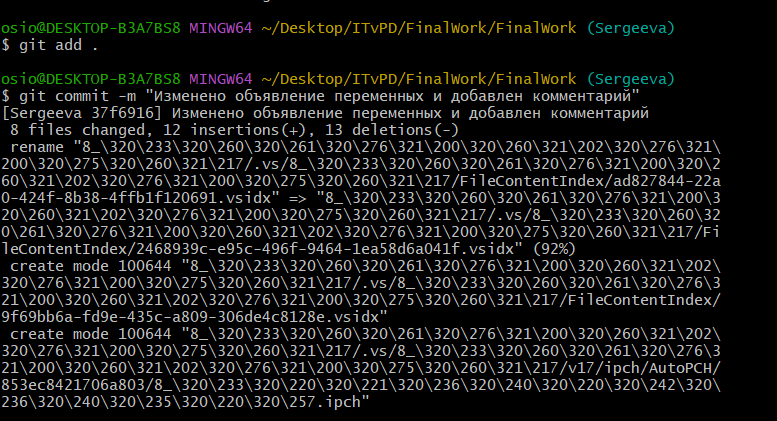 osio@DESKTOP-B3A7BS8 MINGW64 ~/Desktop/ITvPD/FinalWork/FinalWork (Sergeeva)
$ git add .
osio@DESKTOP-B3A7BS8 MINGW64 ~/Desktop/ITvPD/FinalWork/FinalWork (Sergeeva)
$ git commit -m "Изменено объявление переменных и добавлен комментарий"
[Sergeeva 37f6916] Изменено объявление переменных и добавлен комментарий
8 files changed, 12 insertions(+), 13 deletions(-)
rename "8_\320\233\320\260\320\261\320\276\321\200\320\260\321\202\320\276\321\
200\320\275\320\260\321\217/.vs/8_\320\233\320\260\320\261\320\276\321\200\320\2
60\321\202\320\276\321\200\320\275\320\260\321\217/FileContentIndex/ad827844-22a
0-424f-8b38-4ffb1f120691.vsidx" => "8_\320\233\320\260\320\261\320\276\321\200\3
20\260\321\202\320\276\321\200\320\275\320\260\321\217/.vs/8_\320\233\320\260\32
0\261\320\276\321\200\320\260\321\202\320\276\321\200\320\275\320\260\321\217/Fi
leContentIndex/2468939c-e95c-496f-9464-1ea58d6a041f.vsidx" (92%)
create mode 100644 "8_\320\233\320\260\320\261\320\276\321\200\320\260\321\202\
320\276\321\200\320\275\320\260\321\217/.vs/8_\320\233\320\260\320\261\320\276\3
21\200\320\260\321\202\320\276\321\200\320\275\320\260\321\217/FileContentIndex/
9f69bb6a-fd9e-435c-a809-306de4c8128e.vsidx"
create mode 100644 "8_\320\233\320\260\320\261\320\276\321\200\320\260\321\202\
320\276\321\200\320\275\320\260\321\217/.vs/8_\320\233\320\260\320\261\320\276\3
21\200\320\260\321\202\320\276\321\200\320\275\320\260\321\217/v17/ipch/AutoPCH/
853ec8421706a803/8_\320\233\320\220\320\221\320\236\320\240\320\220\320\242\320\
236\320\240\320\235\320\220\320\257.ipch"